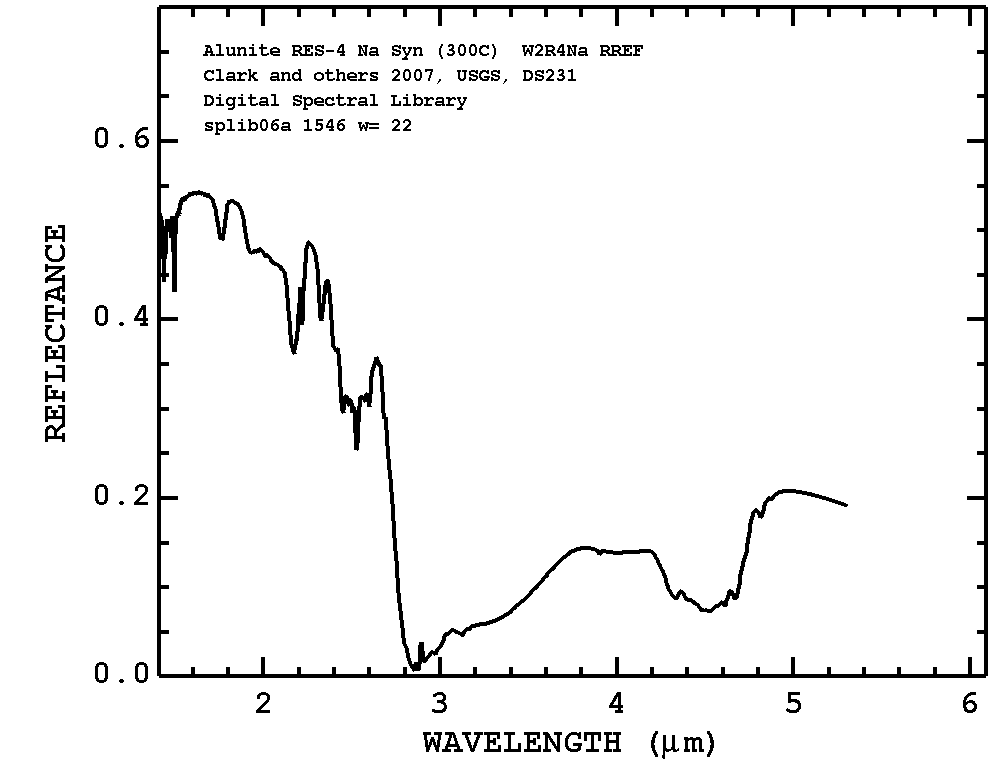 Alunite RES-4 Na Syn (300C)  W2R4Na RREF
Clark and others 2007, USGS, DS231
Digital Spectral Library
splib06a 1546 w= 22
0.6
0.4
0.2
0.0
REFLECTANCE
2 3 4 5 6
WAVELENGTH (μm)